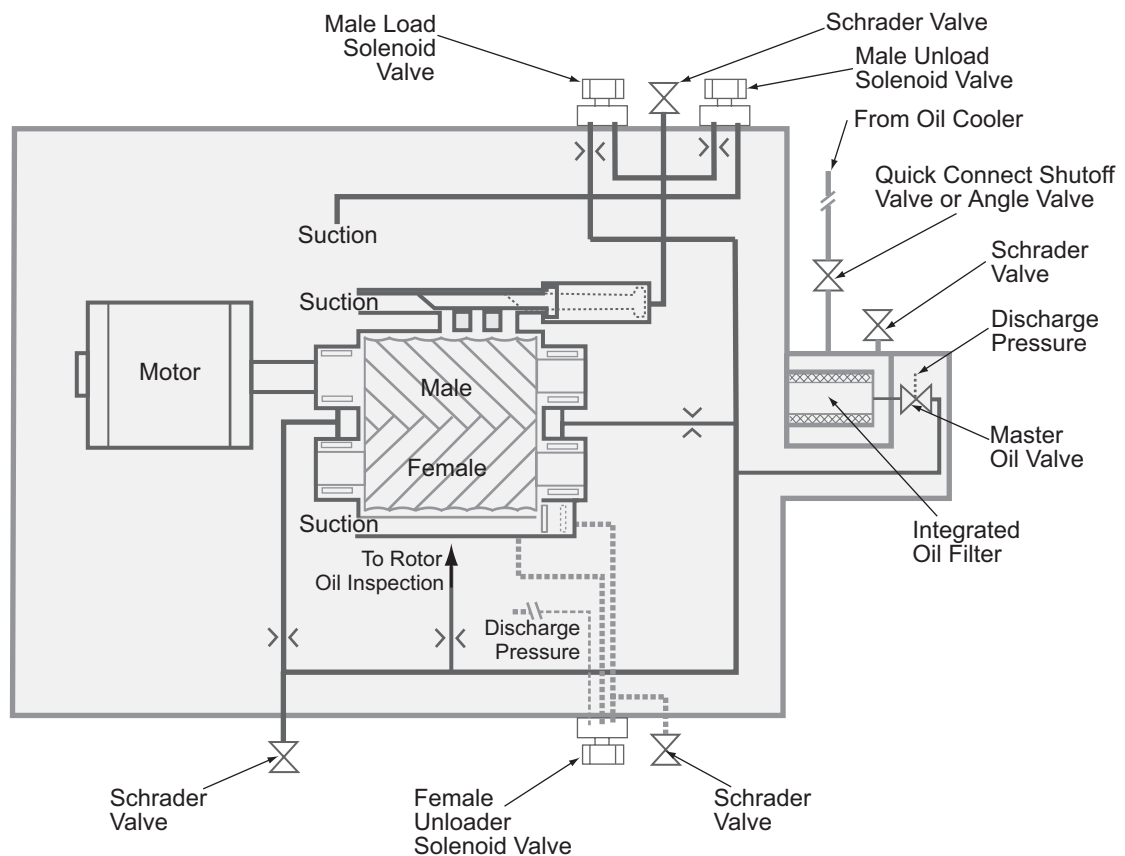 Male Load
Solenoid
Valve
Schrader Valve
Male Unload
Solenoid Valve
From Oil Cooler
Quick Connect Shutoff
Valve or Angle Valve
Suction
Schrader
Valve
Suction
Discharge
Pressure
Motor
Male
Master
Oil Valve
Female
Suction
Integrated
Oil Filter
To Rotor
Oil Inspection
Discharge
Pressure
Schrader
Valve
Female
Unloader
Solenoid Valve
Schrader
Valve